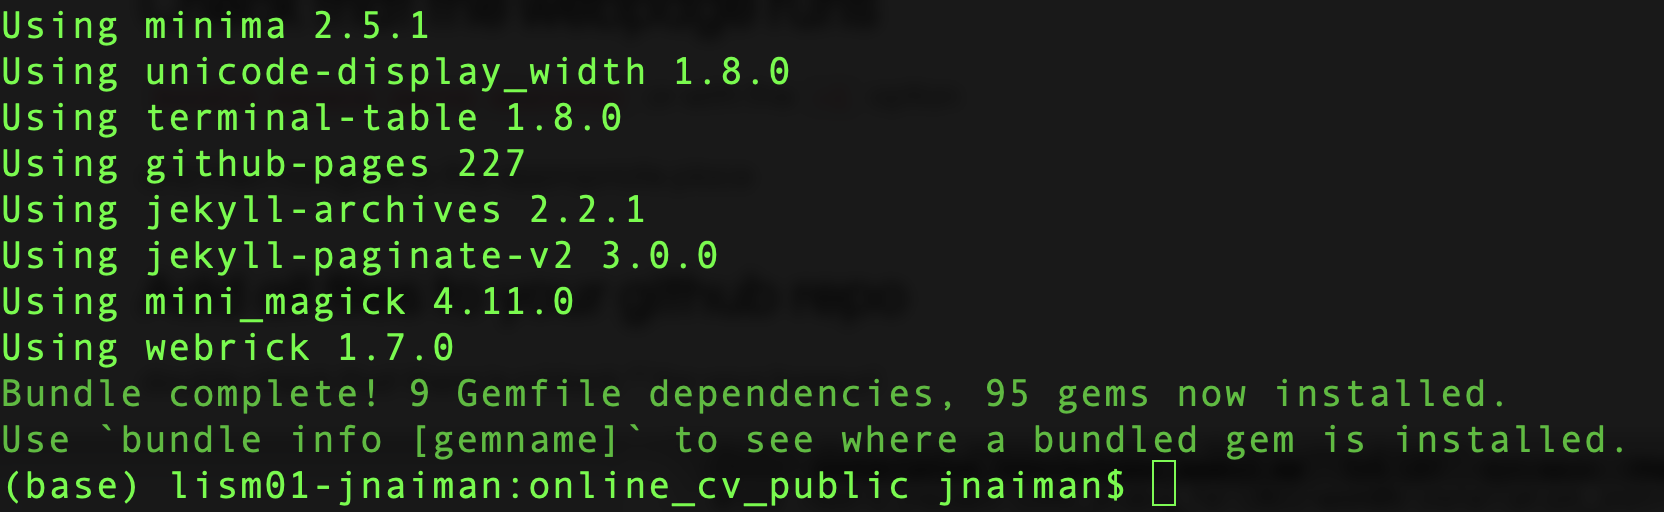 Using minima 2.5.1
Using unicode-display_width 1.8.0
Using terminal-table 1.8.0
Using github-pages 227
Using jekyll-archives 2.2.1
Using jekyll-paginate-v2 3.0.0
Using mini_magick 4.11.0
Using webrick 1.7.0
Bundle complete! 9 Gemfile dependencies, 95 gems now installed.
Use `bundle info [gemname]` to see where a bundled gem is installed.
(base) lism01-jnaiman:online_cv_public jnaiman$